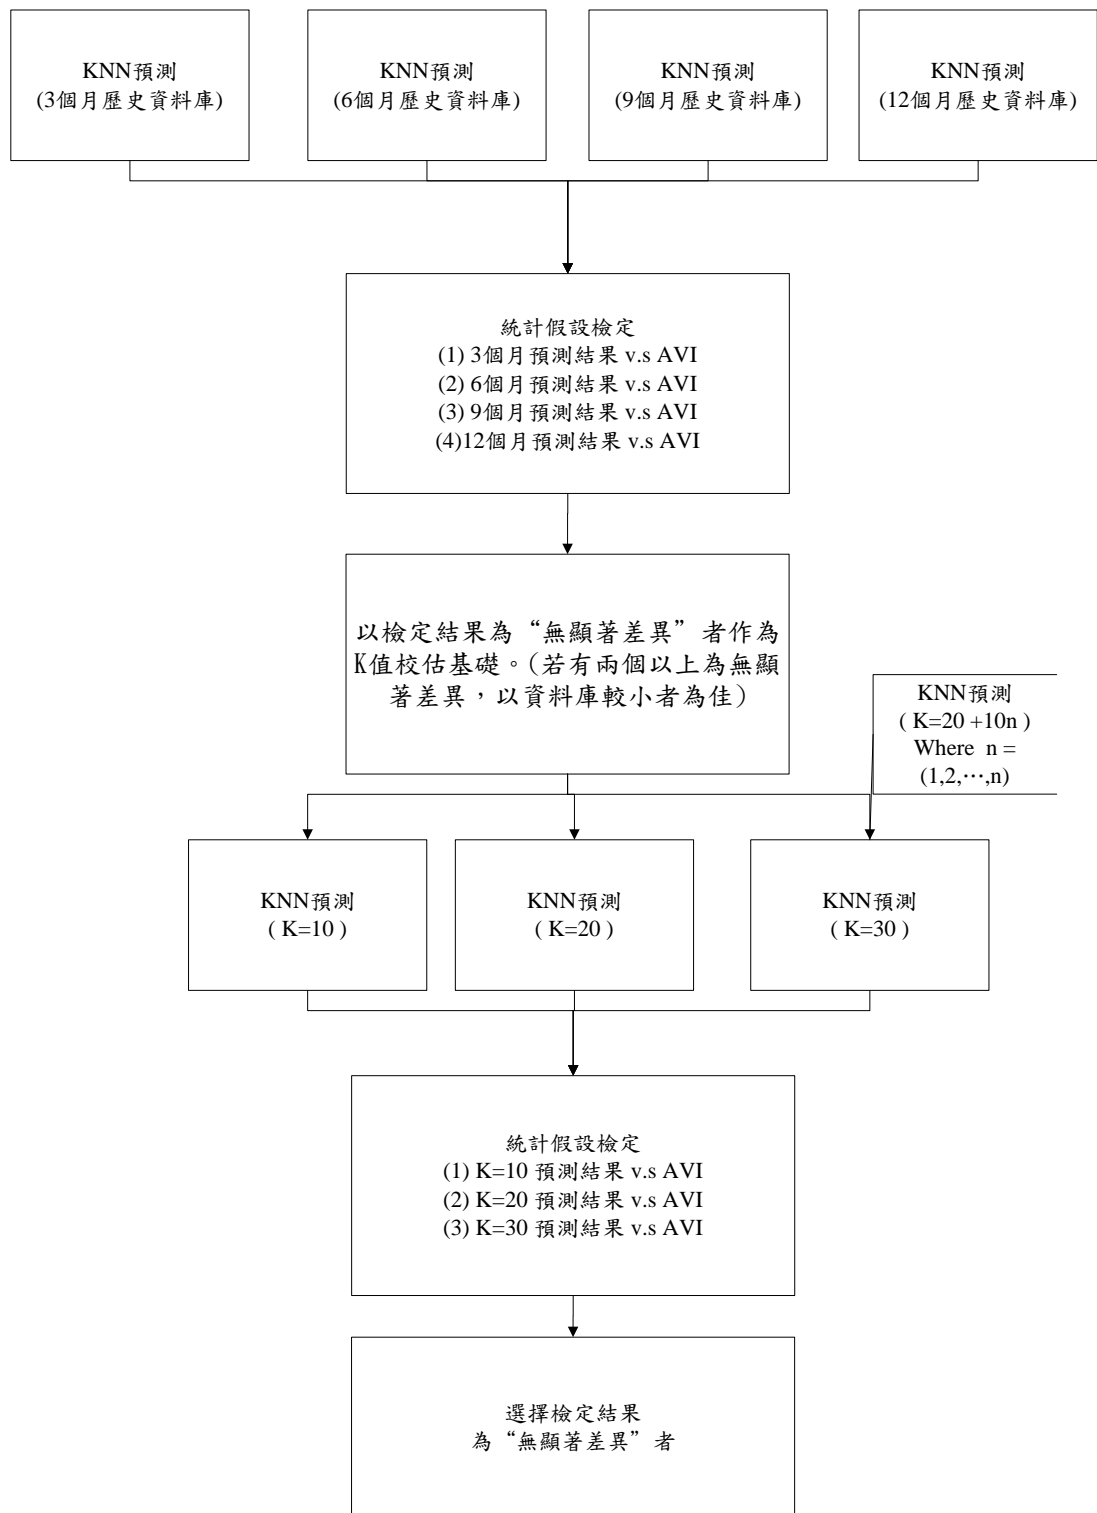 KNN預測
(3個月歷史資料庫)
KNN預測
(6個月歷史資料庫)
KNN預測
(9個月歷史資料庫)
KNN預測
(12個月歷史資料庫)
統計假設檢定
(1) 3個月預測結果 v.s AVI
(2) 6個月預測結果 v.s AVI
(3) 9個月預測結果 v.s AVI
(4)12個月預測結果 v.s AVI
以檢定結果為“無顯著差異”者作為
K值校估基礎。(若有兩個以上為無顯
著差異，以資料庫較小者為佳)
KNN預測
( K=20 +10n )
Where n =
(1,2,⋯,n)
KNN預測
( K=10 )
KNN預測
( K=20 )
KNN預測
( K=30 )
統計假設檢定
(1) K=10 預測結果 v.s AVI
(2) K=20 預測結果 v.s AVI
(3) K=30 預測結果 v.s AVI
選擇檢定結果
為“無顯著差異”者